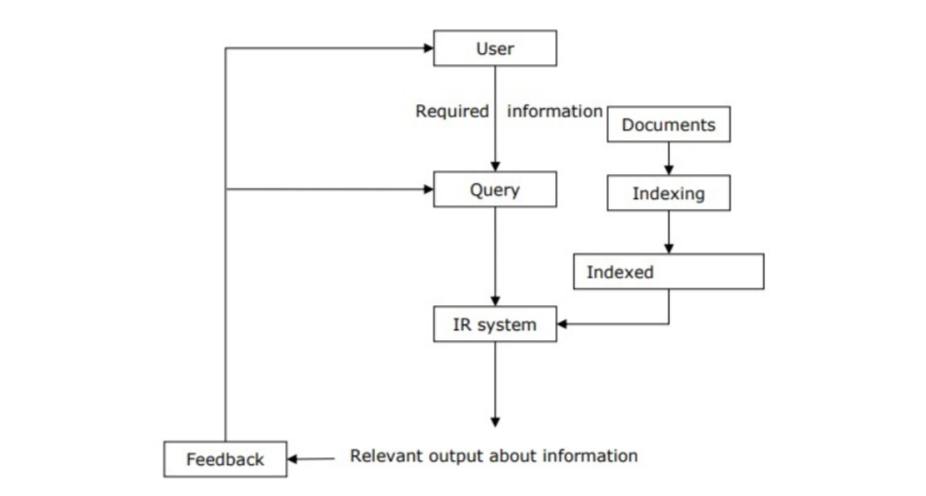 User
Required information
Documents
Query
Indexing
Indexed
IR system
Feedback
Relevant output about information